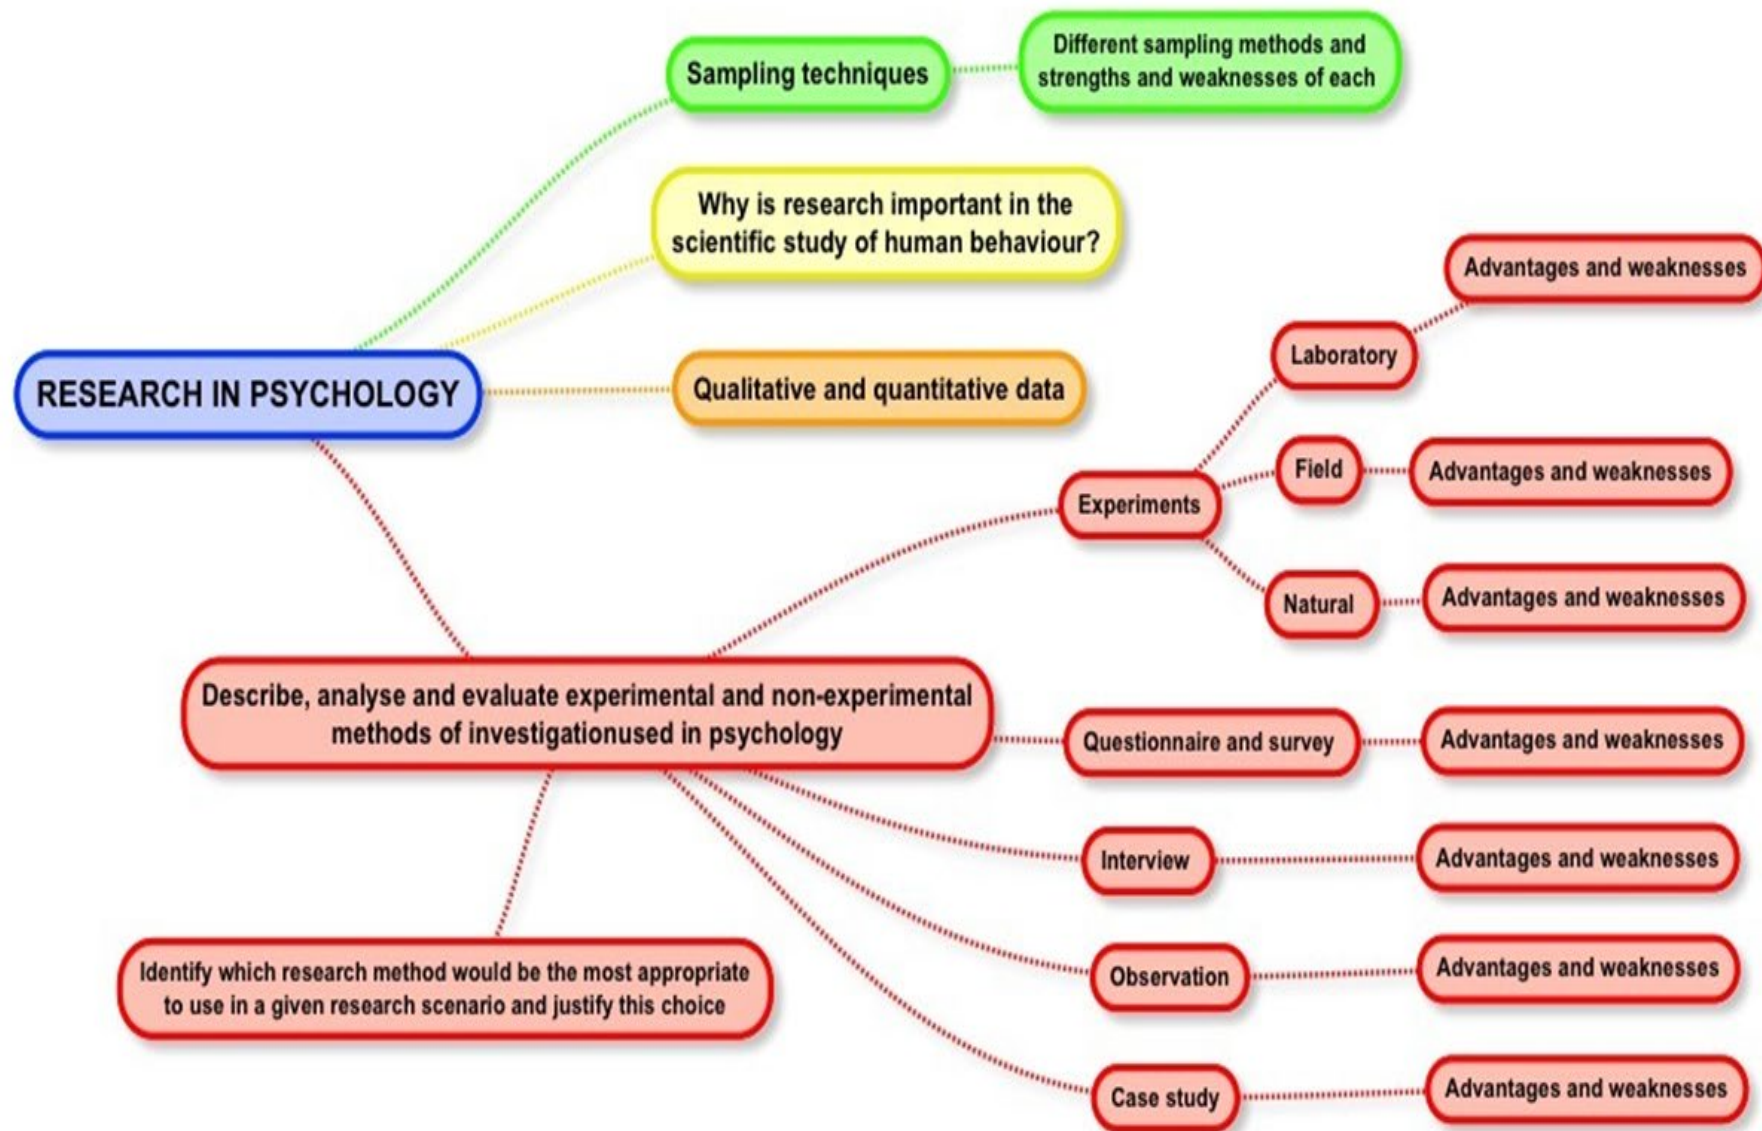 Sampling techniques
Different sampling methods and
strengths and weaknesses of each
Why is research important in the
scientific study of human behaviour?
RESEARCH IN PSYCHOLOGY
Qualitative and quantitative data
Advantages and weaknesses
Laboratory
Field
Advantages and weaknesses
Experiments
Natural
Advantages and weaknesses
Describe, analyse and evaluate experimental and non-experimental
methods of investigationused in psychology
Questionnaire and survey
Advantages and weaknesses
Interview
Advantages and weaknesses
Identify which research method would be the most appropriate
to use in a given research scenario and justify this choice
Observation
Advantages and weaknesses
Case study
Advantages and weaknesses